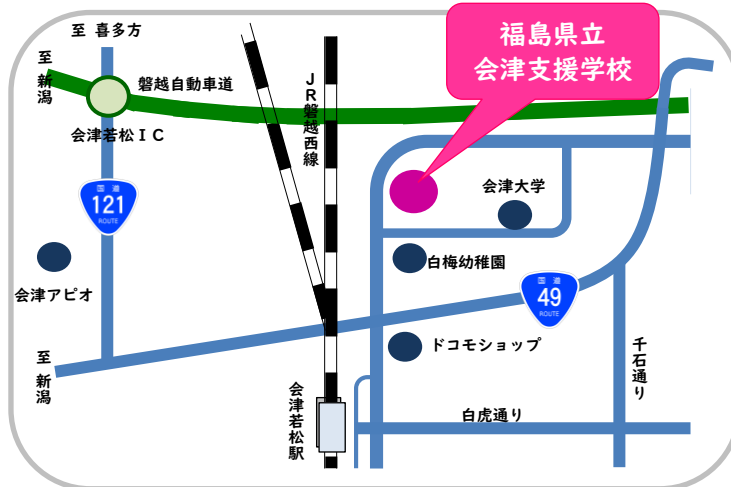 至 喜多方
至 新潟
磐越自動車道
会津若松ＩＣ
ＪＲ磐越西線
福島県立
会津支援学校
会津大学
国道
121
ROUTE
白梅幼稚園
会津アピオ
国道
49
ROUTE
ドコモショップ
至 新潟
千石通り
会津若松駅
白虎通り